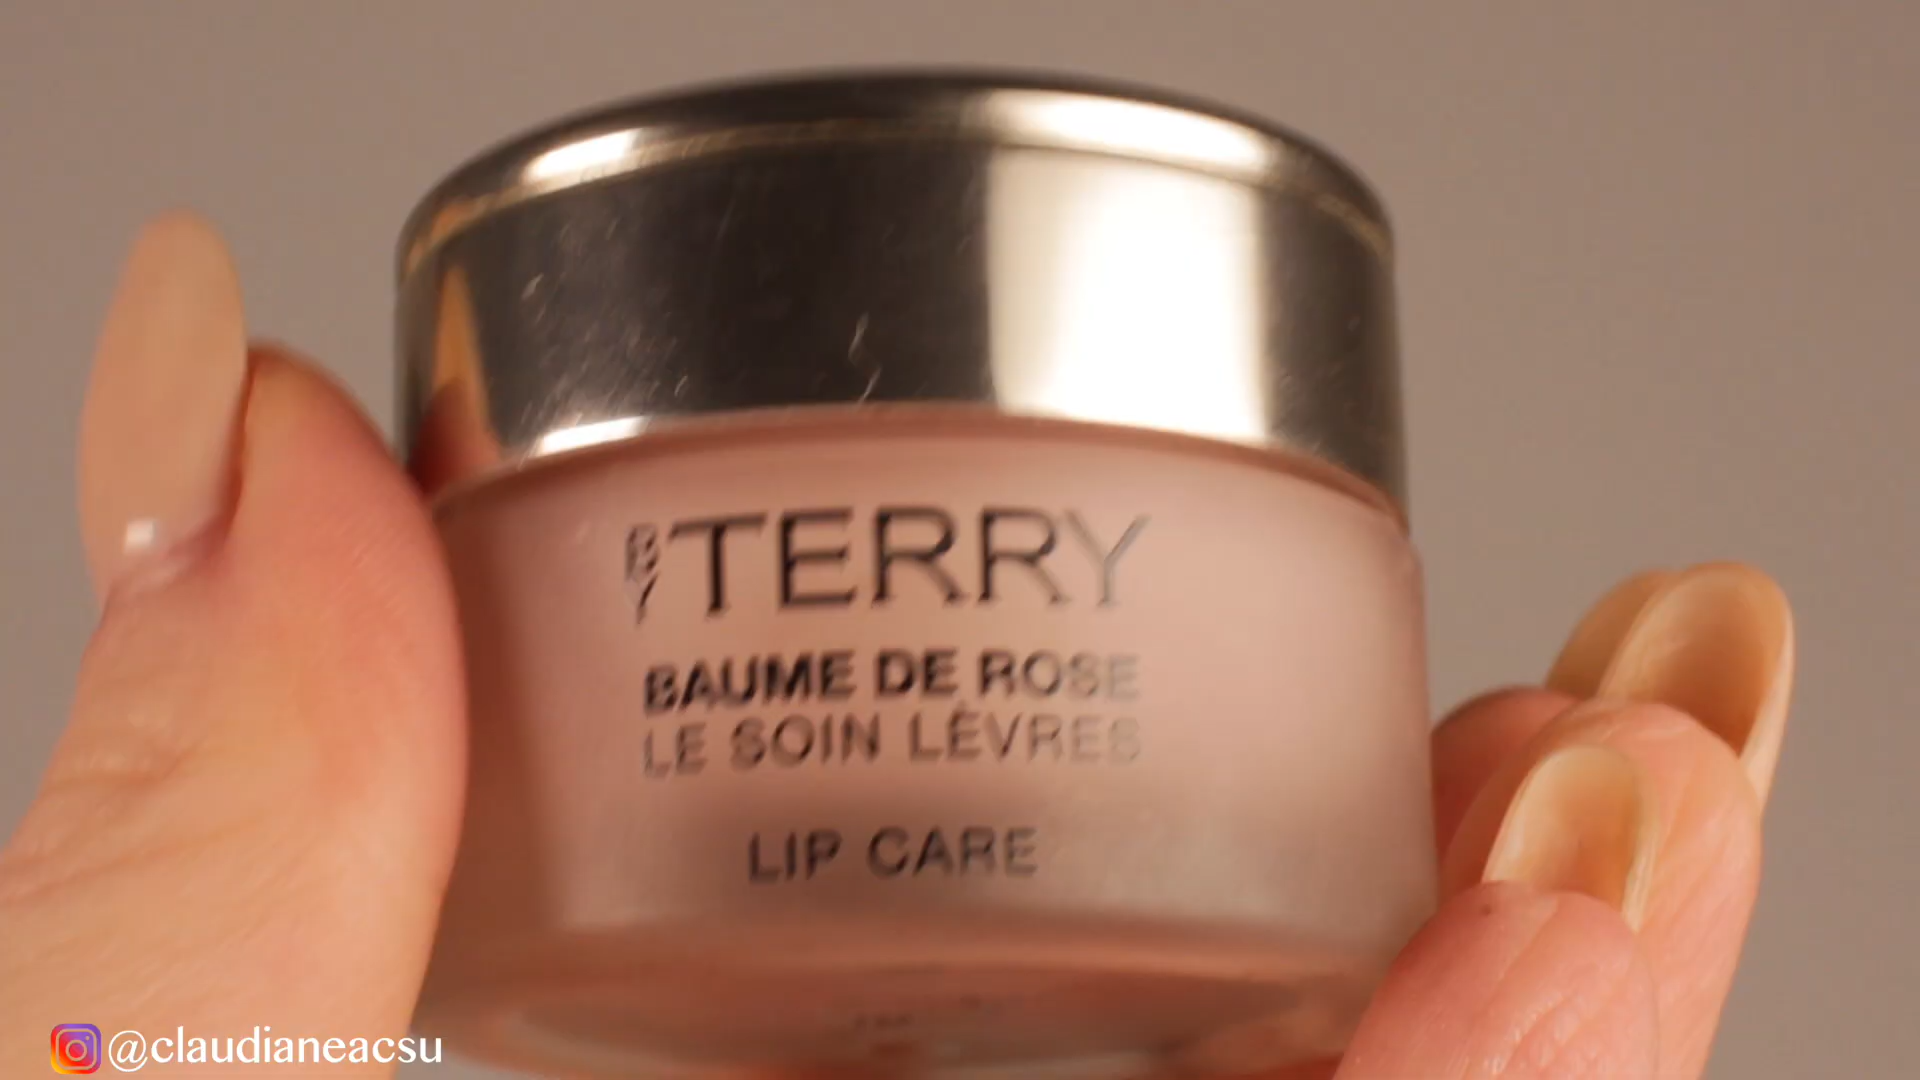 BY TERRY
BAUME DE ROSE
LE SOIN LÈVRES
LIP CARE
@claudianeacsu